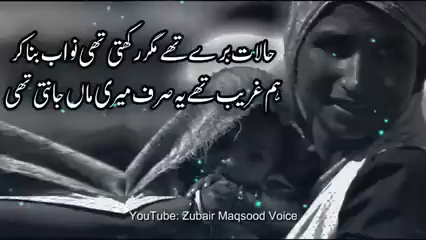 حالات برے تھے مگر رکھتی تھی نواب بنا کر
ہم غریب تھے یہ صرف میری ماں جانتی تھی
YouTube: Zubair Maqsood Voice